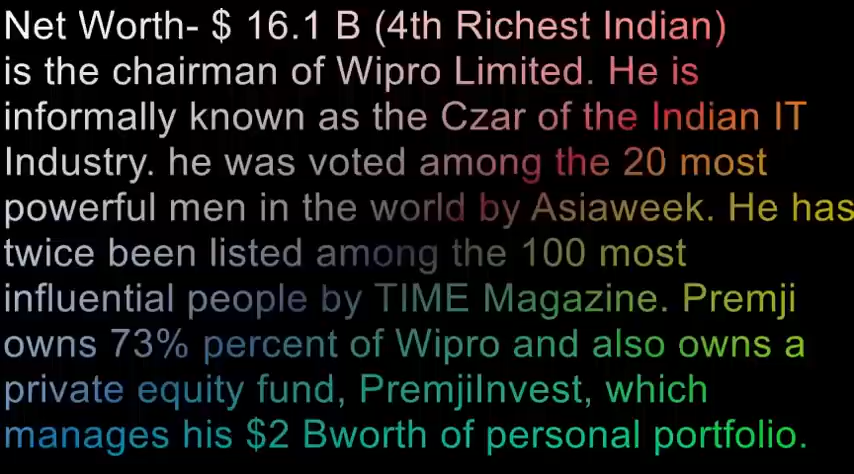 Net Worth- $ 16.1 B (4th Richest Indian)
is the chairman of Wipro Limited. He is
informally known as the Czar of the Indian IT
Industry. he was voted among the 20 most
powerful men in the world by Asiaweek. He has
twice been listed among the 100 most
influential people by TIME Magazine. Premji
owns 73% percent of Wipro and also owns a
private equity fund, PremjiInvest, which
manages his $2 Bworth of personal portfolio.